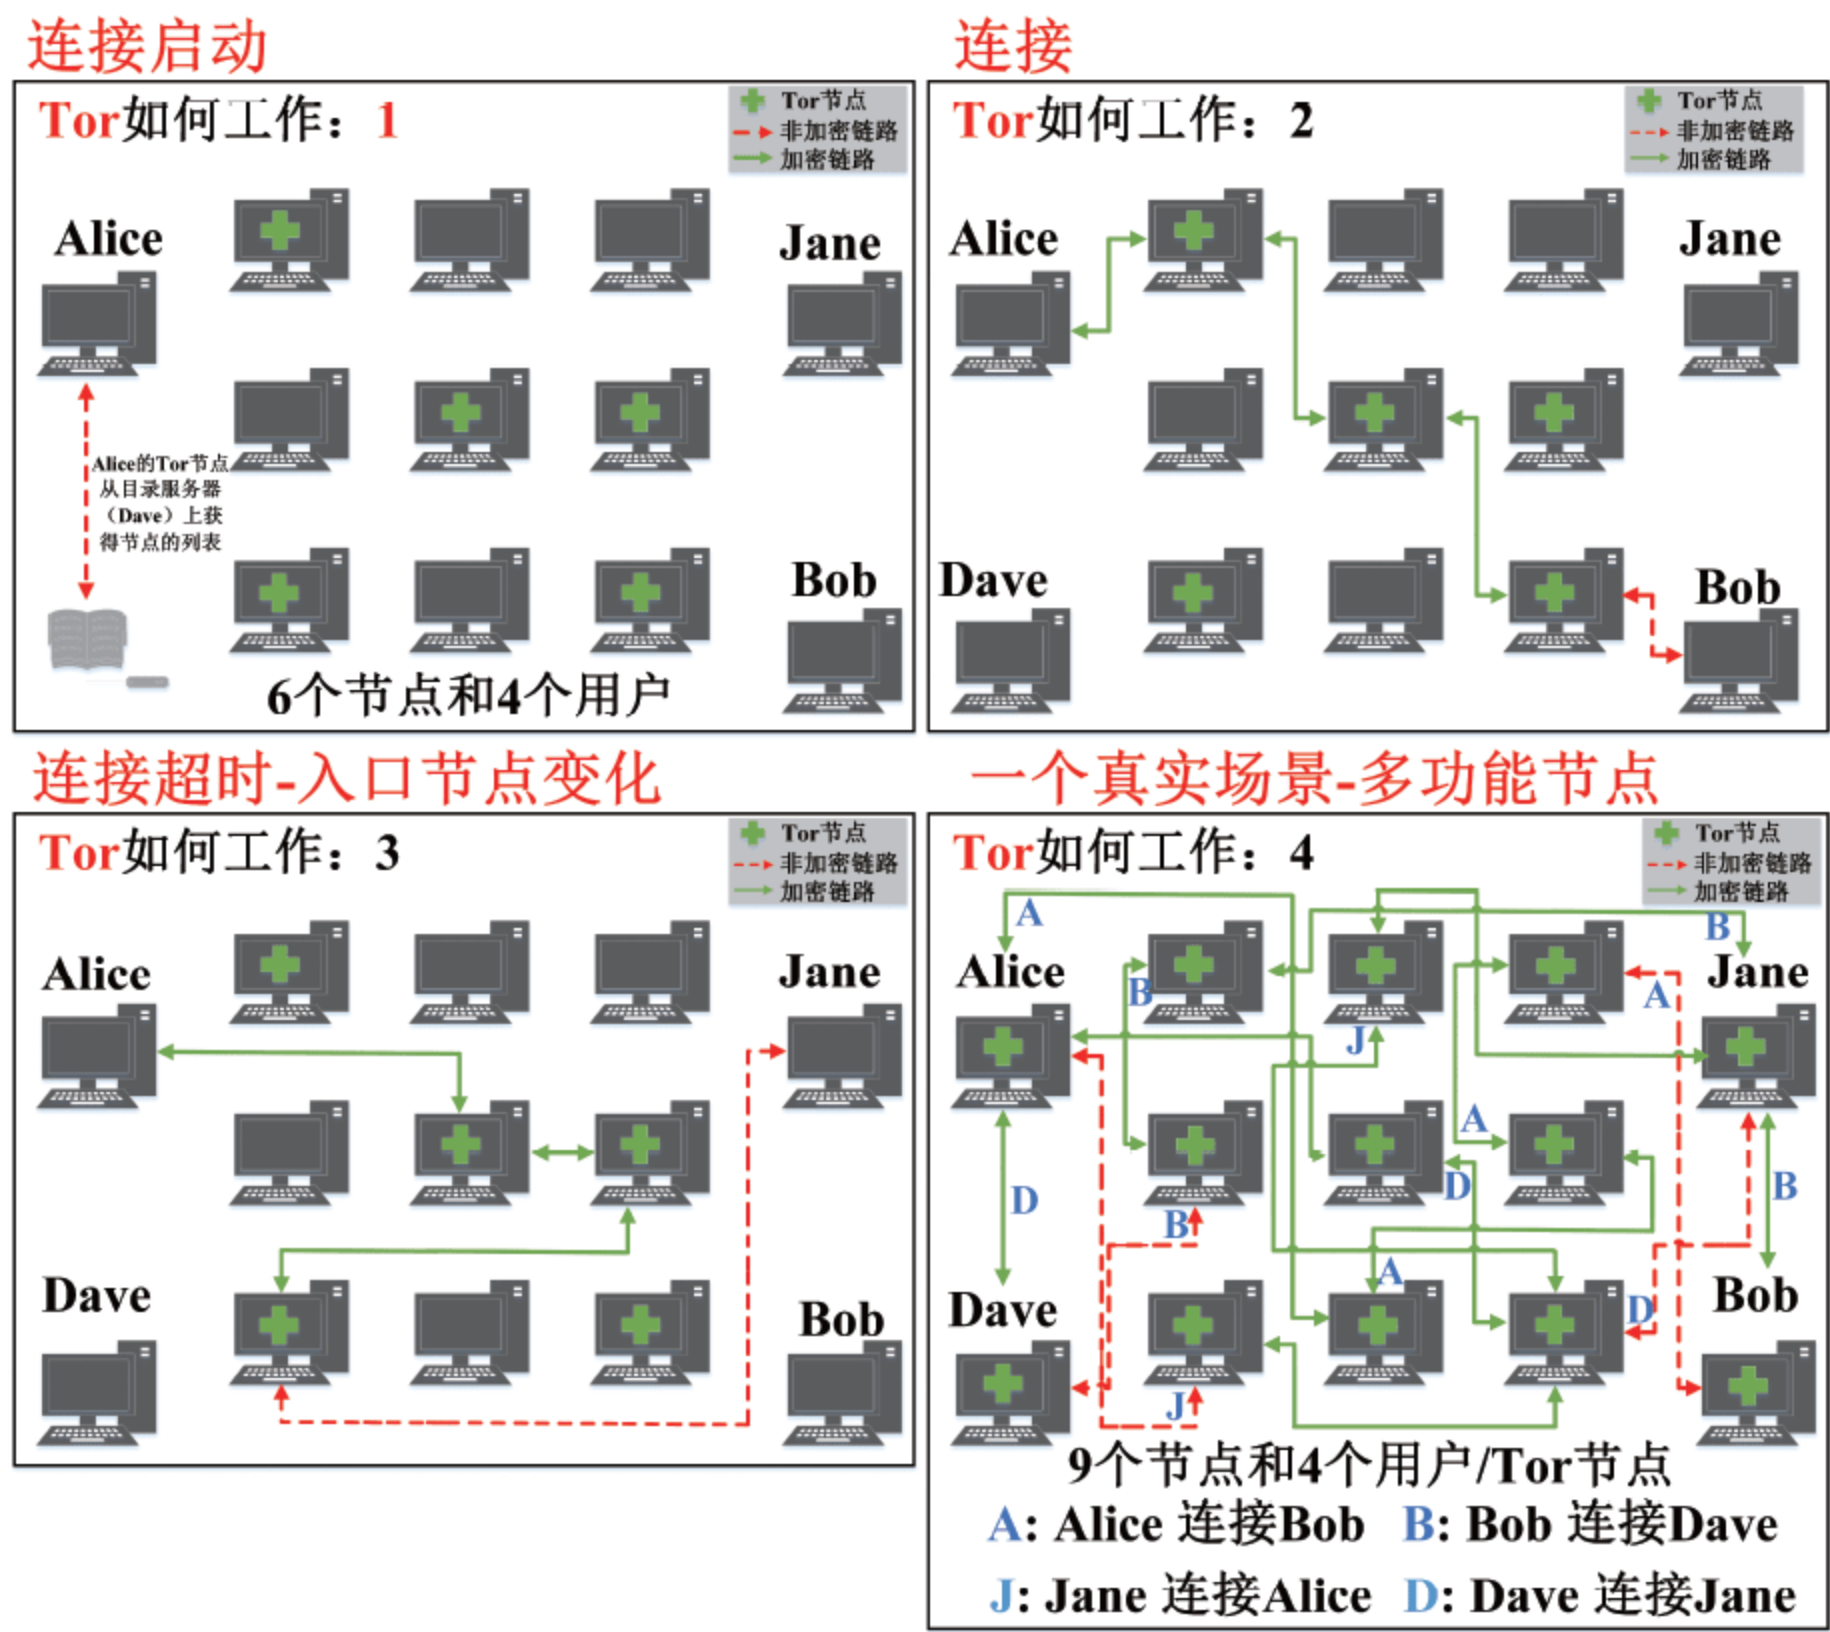 连接启动
Tor如何工作：1
Tor节点
非加密链路
加密链路
Alice
Jane
Alice的Tor节点
从目录服务器
（Dave）上获
得节点的列表
Bob
6个节点和4个用户
连接
Tor如何工作：2
Tor节点
非加密链路
加密链路
Alice
Jane
Dave
Bob
连接超时-入口节点变化
Tor如何工作：3
Tor节点
非加密链路
加密链路
Alice
Jane
Dave
Bob
一个真实场景-多功能节点
Tor如何工作：4
Tor节点
非加密链路
加密链路
A
B
Alice
Jane
B
A
J
A
D
D
B
B
A
Dave
D
Bob
J
9个节点和4个用户/Tor节点
A: Alice 连接Bob B: Bob 连接Dave
J: Jane 连接Alice D: Dave 连接Jane